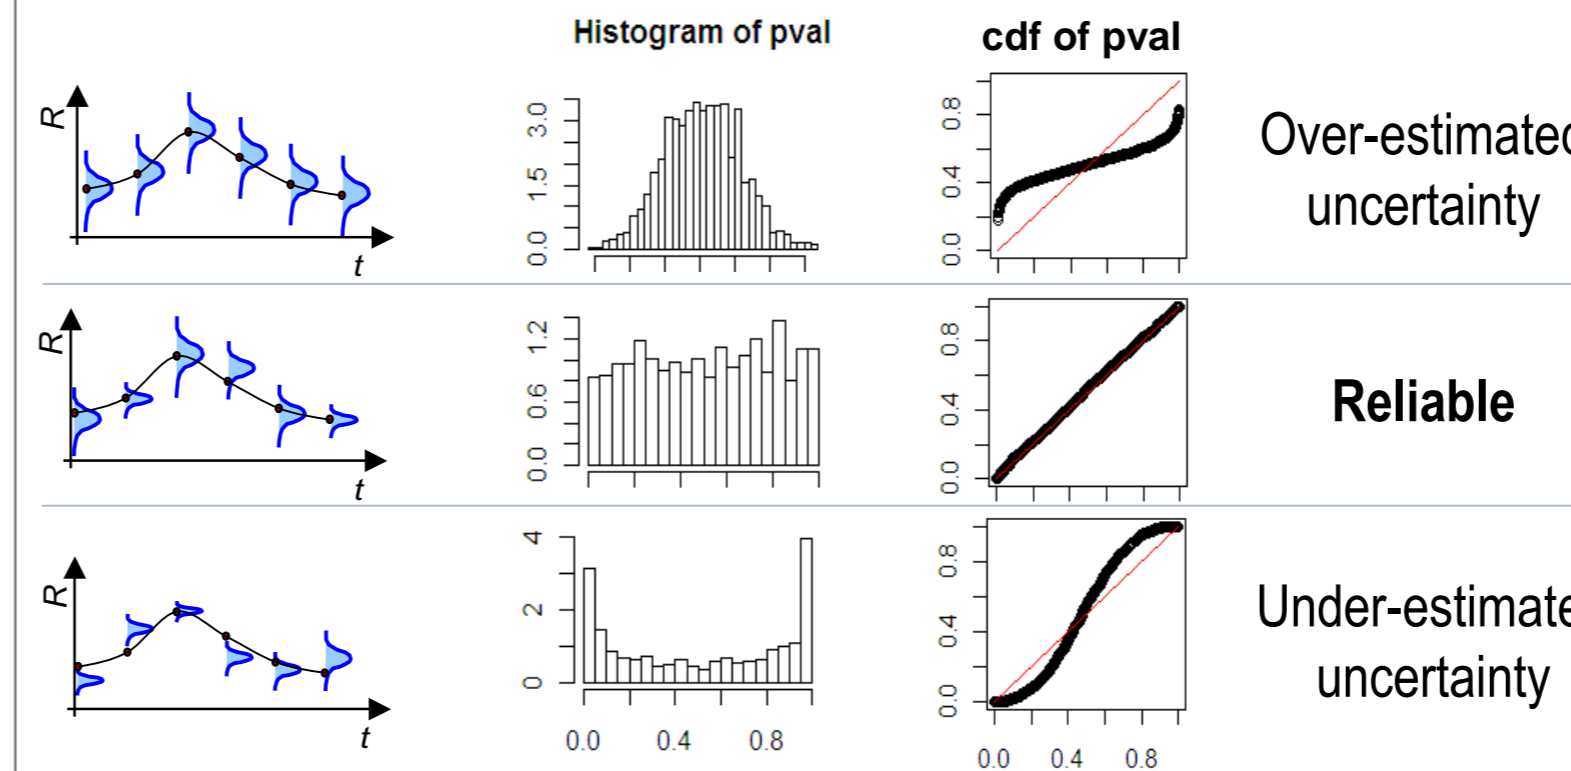 Histogram of pval
cdf of pval
R
t
3.0
1.5
0.0
0.8
0.4
0.0
Over-estimated
uncertainty
R
t
1.2
0.6
0.0
0.8
0.4
0.0
Reliable
R
t
4
2
0
0.0 0.4 0.8
0.8
0.4
0.0
0.0 0.4 0.8
Under-estimate
uncertainty